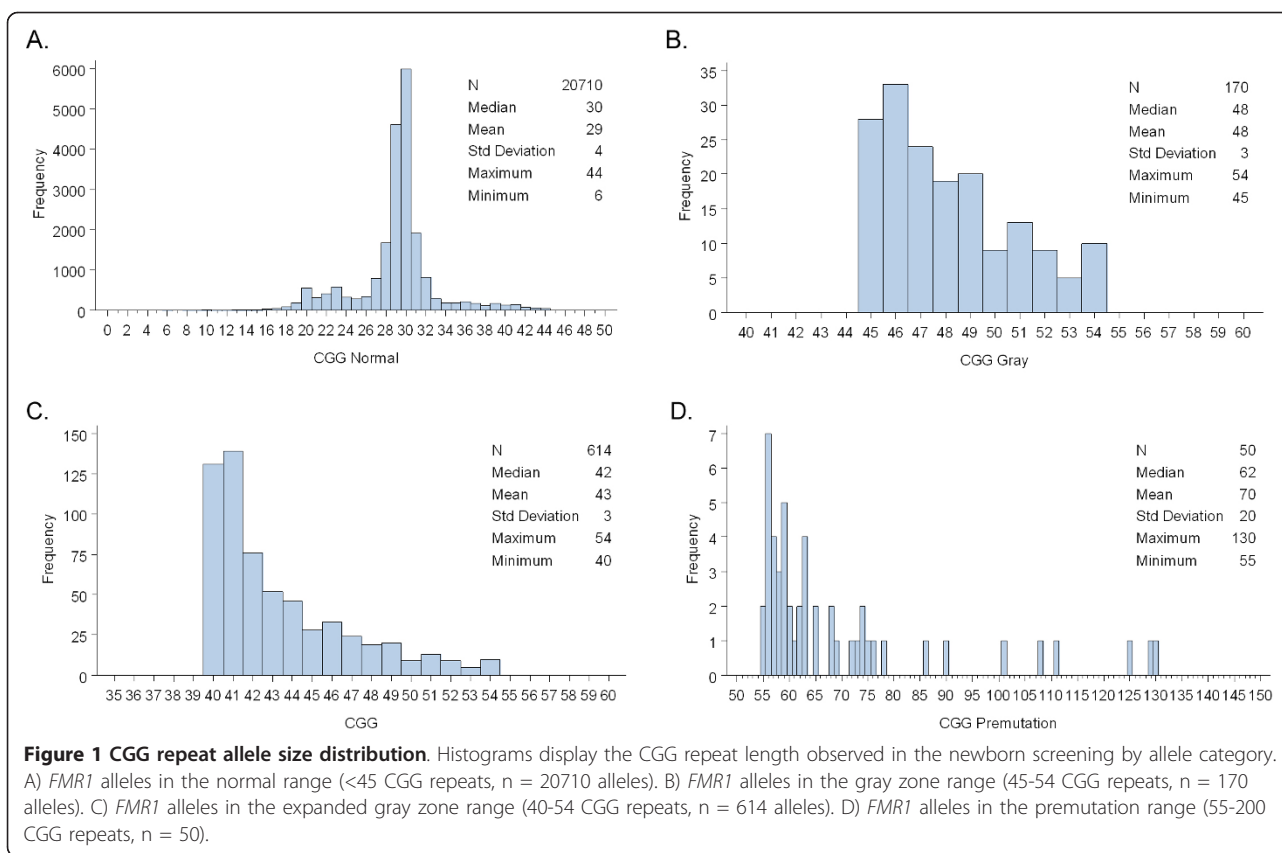 A.
6000
5000
4000
3000
2000
1000
0
Frequency
N 20710
Median 30
Mean 29
Std Deviation 4
Maximum 44
Minimum 6
0 2 4 6 8 10 12 14 16 18 20 22 24 26 28 30 32 34 36 38 40 42 44 46 48 50
CGG Normal
B.
35
30
25
20
15
10
5
0
Frequency
N 170
Median 48
Mean 48
Std Deviation 3
Maximum 54
Minimum 45
40 41 42 43 44 45 46 47 48 49 50 51 52 53 54 55 56 57 58 59 60
CGG Gray
C.
150
125
100
75
50
25
0
Frequency
N 614
Median 42
Mean 43
Std Deviation 3
Maximum 54
Minimum 40
35 36 37 38 39 40 41 42 43 44 45 46 47 48 49 50 51 52 53 54 55 56 57 58 59 60
CGG
D.
7
6
5
4
3
2
1
0
Frequency
N 50
Median 62
Mean 70
Std Deviation 20
Maximum 130
Minimum 55
50 55 60 65 70 75 80 85 90 95 100 105 110 115 120 125 130 135 140 145 150
CGG Premutation
Figure 1 CGG repeat allele size distribution. Histograms display the CGG repeat length observed in the newborn screening by allele category.
A) FMR1 alleles in the normal range (<45 CGG repeats, n = 20710 alleles). B) FMR1 alleles in the gray zone range (45-54 CGG repeats, n = 170
alleles). C) FMR1 alleles in the expanded gray zone range (40-54 CGG repeats, n = 614 alleles). D) FMR1 alleles in the premutation range (55-200
CGG repeats, n = 50).